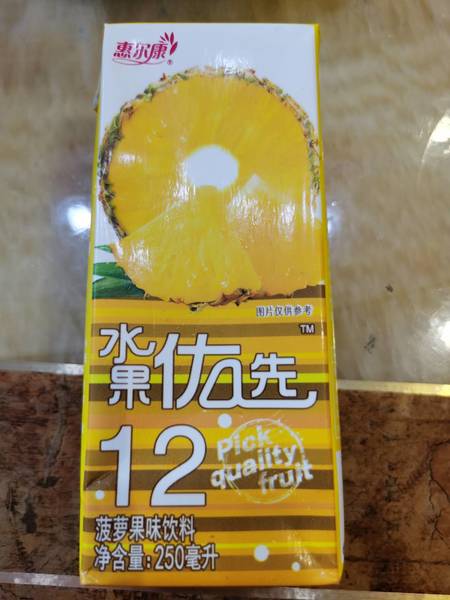 惠尔康®
图片仅供参考
水果佑先™
12
Pick
quality
fruit
菠萝果味饮料
净含量:250毫升